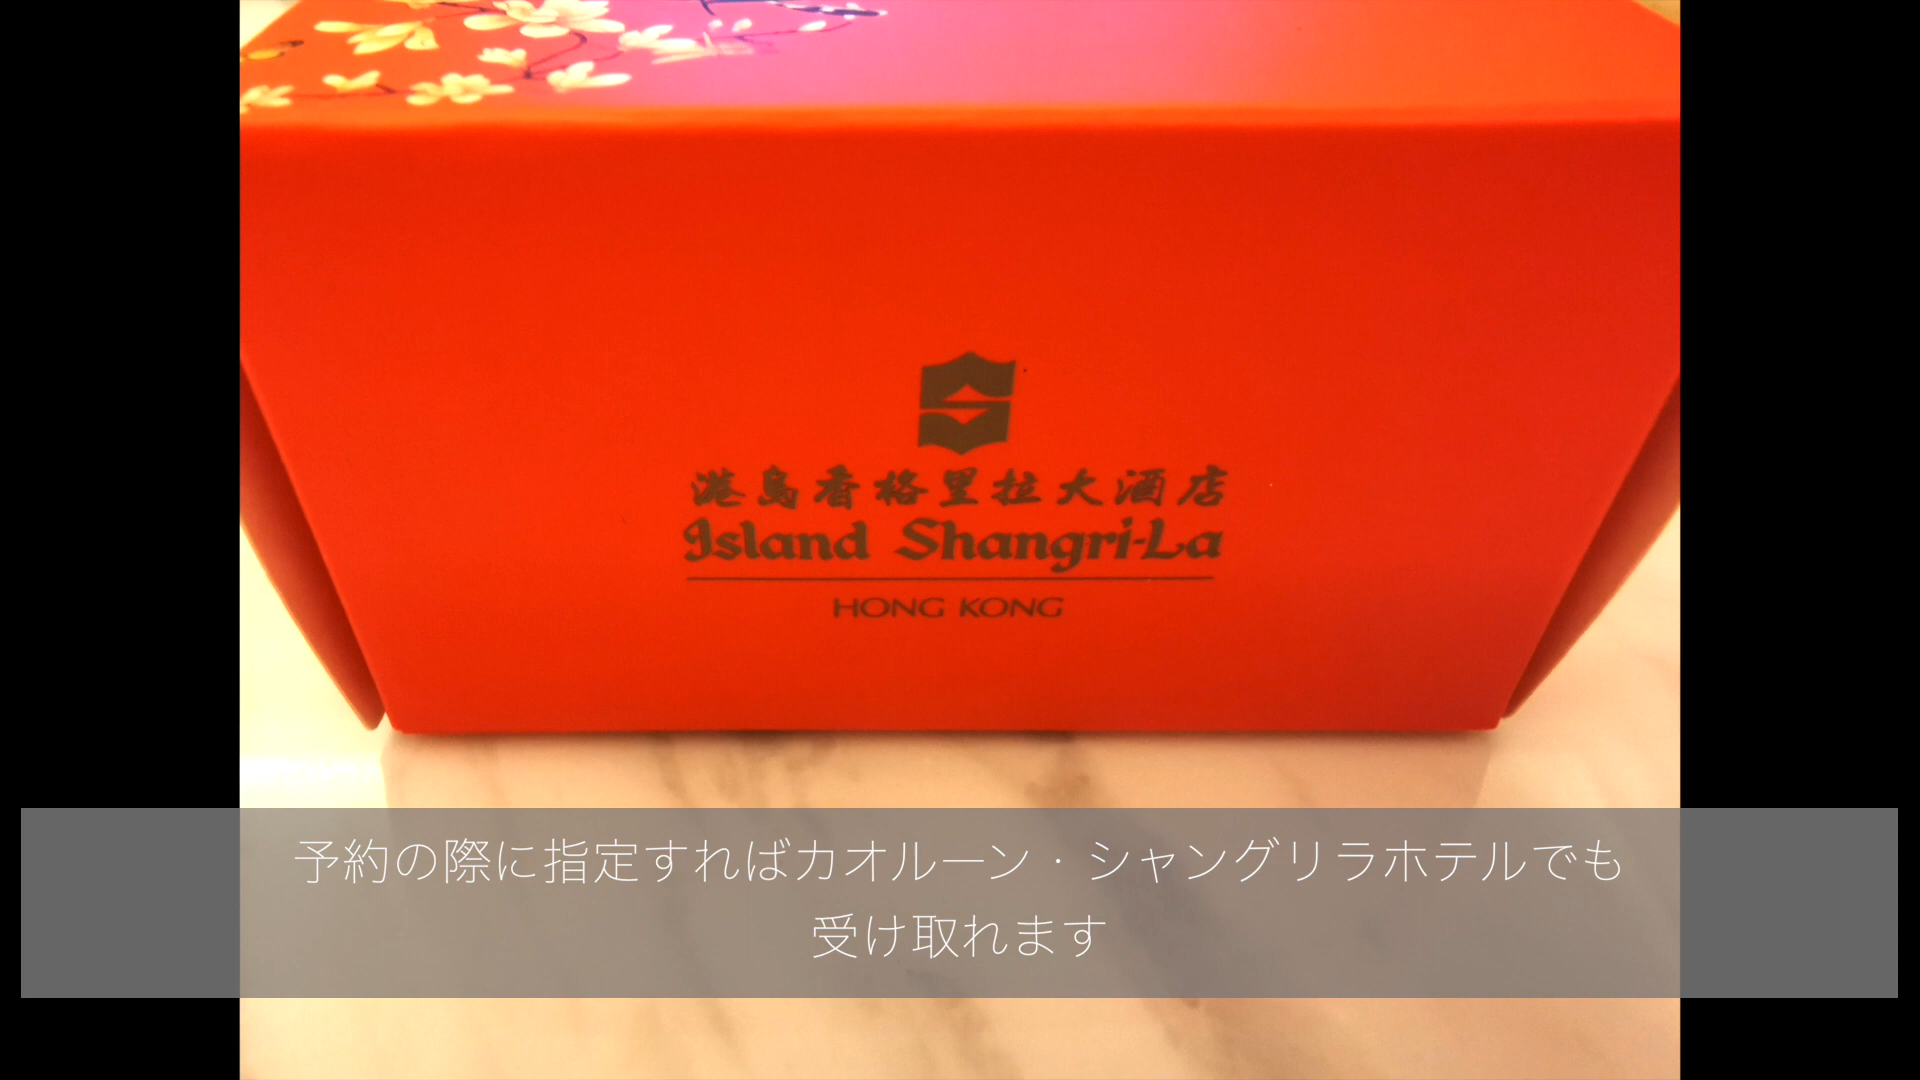 港島香格里拉大酒店
Island Shangri-La
HONG KONG
予約の際に指定すればカオルーン・シャングリラホテルでも
受け取れます